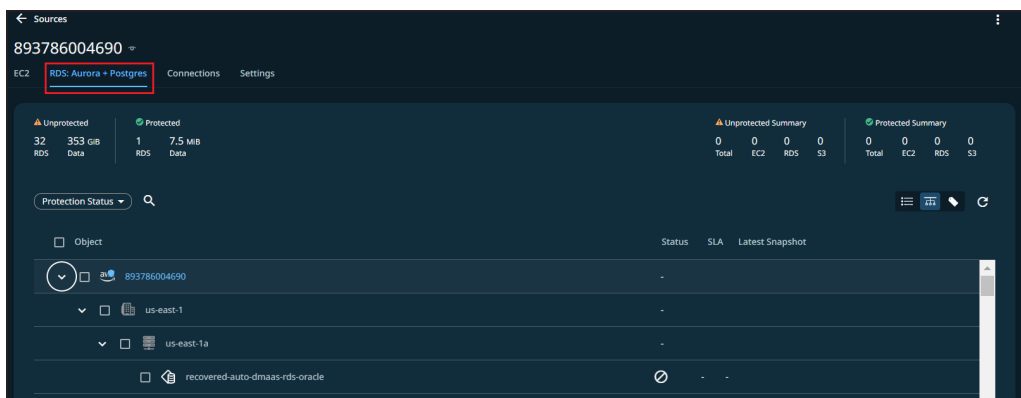 Sources
893786004690
EC2 RDS: Aurora + Postgres Connections Settings
Unprotected Protected Unprotected Summary Protected Summary
32 353 GiB 1 7.5 MiB 0 0 0 0 0 0 0 0
RDS Data RDS Data Total EC2 RDS S3 Total EC2 RDS S3
Protection Status
Object Status SLA Latest Snapshot
aws 893786004690 -
us-east-1 -
us-east-1a -
recovered-auto-dmaas-rds-oracle - -